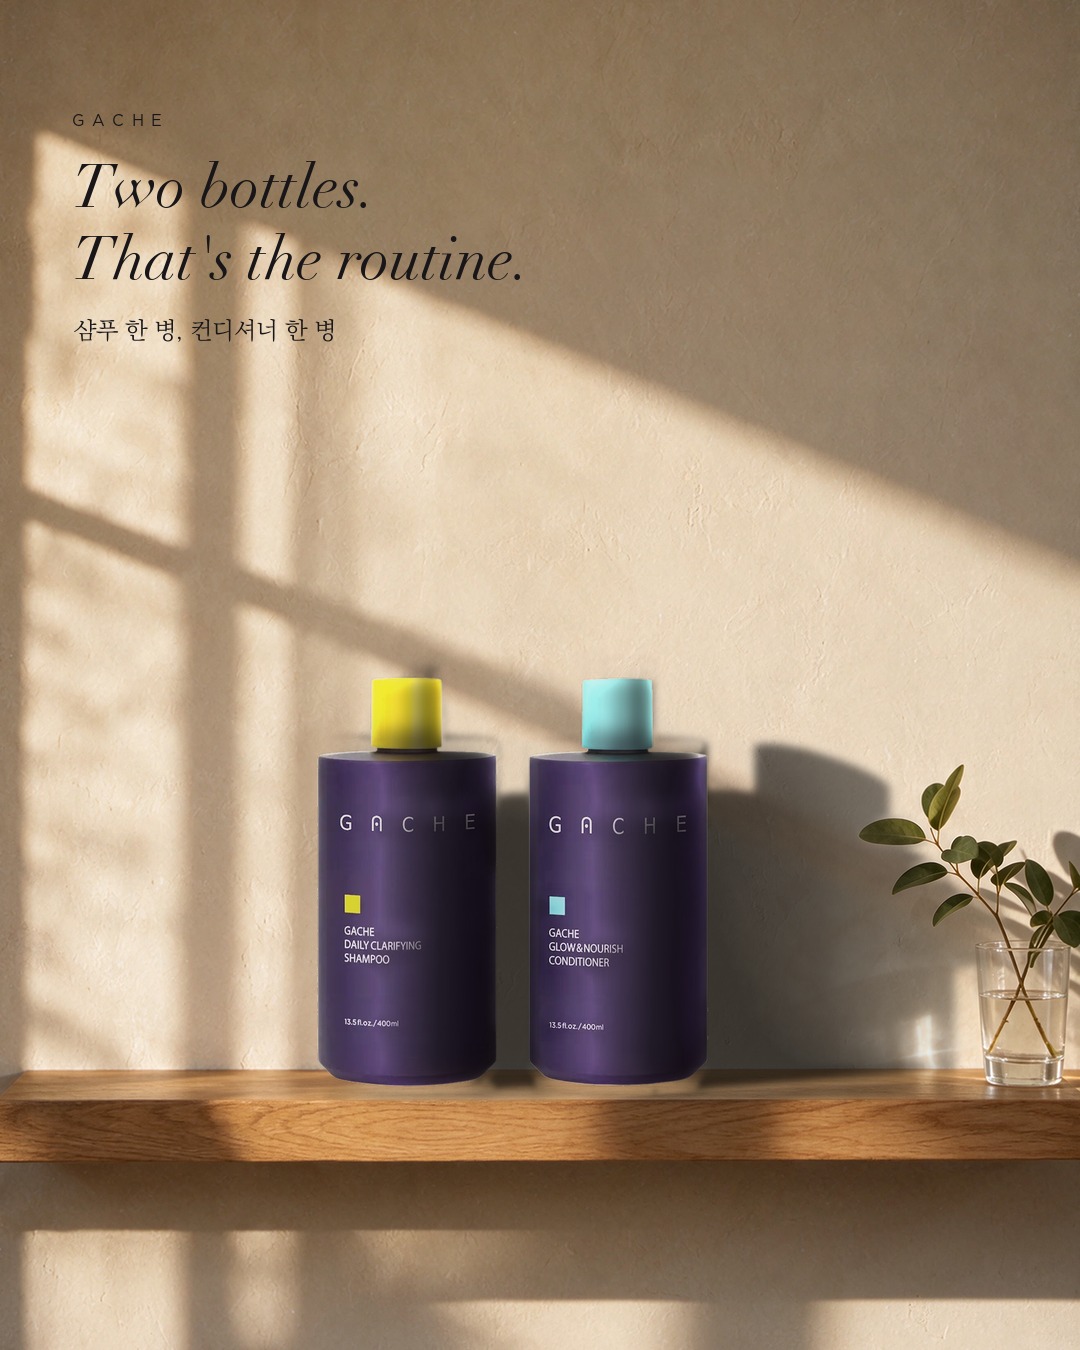 GACHE
Two bottles.
That's the routine.
샴푸 한 병, 컨디셔너 한 병
GACHE
GACHE
DAILY CLARIFYING
SHAMPOO
13.5fl.oz./400ml
GACHE
GACHE
GLOW&NOURISH
CONDITIONER
13.5fl.oz./400ml